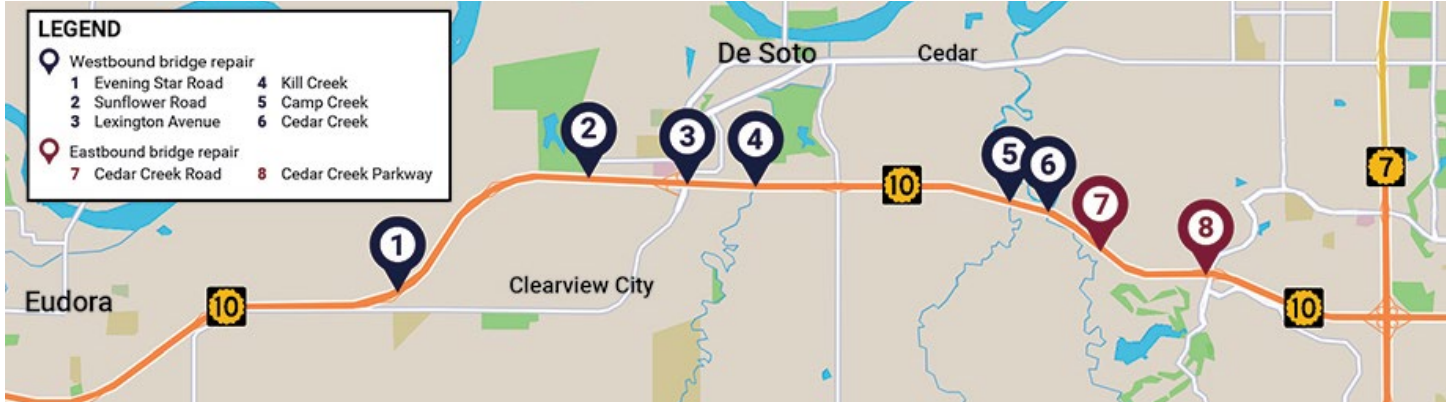 LEGEND
Westbound bridge repair
1 Evening Star Road 4 Kill Creek
2 Sunflower Road 5 Camp Creek
3 Lexington Avenue 6 Cedar Creek
Eastbound bridge repair
7 Cedar Creek Road 8 Cedar Creek Parkway
De Soto
Cedar
2
3
4
5
6
7
10
7
8
1
Clearview City
Eudora
10
10